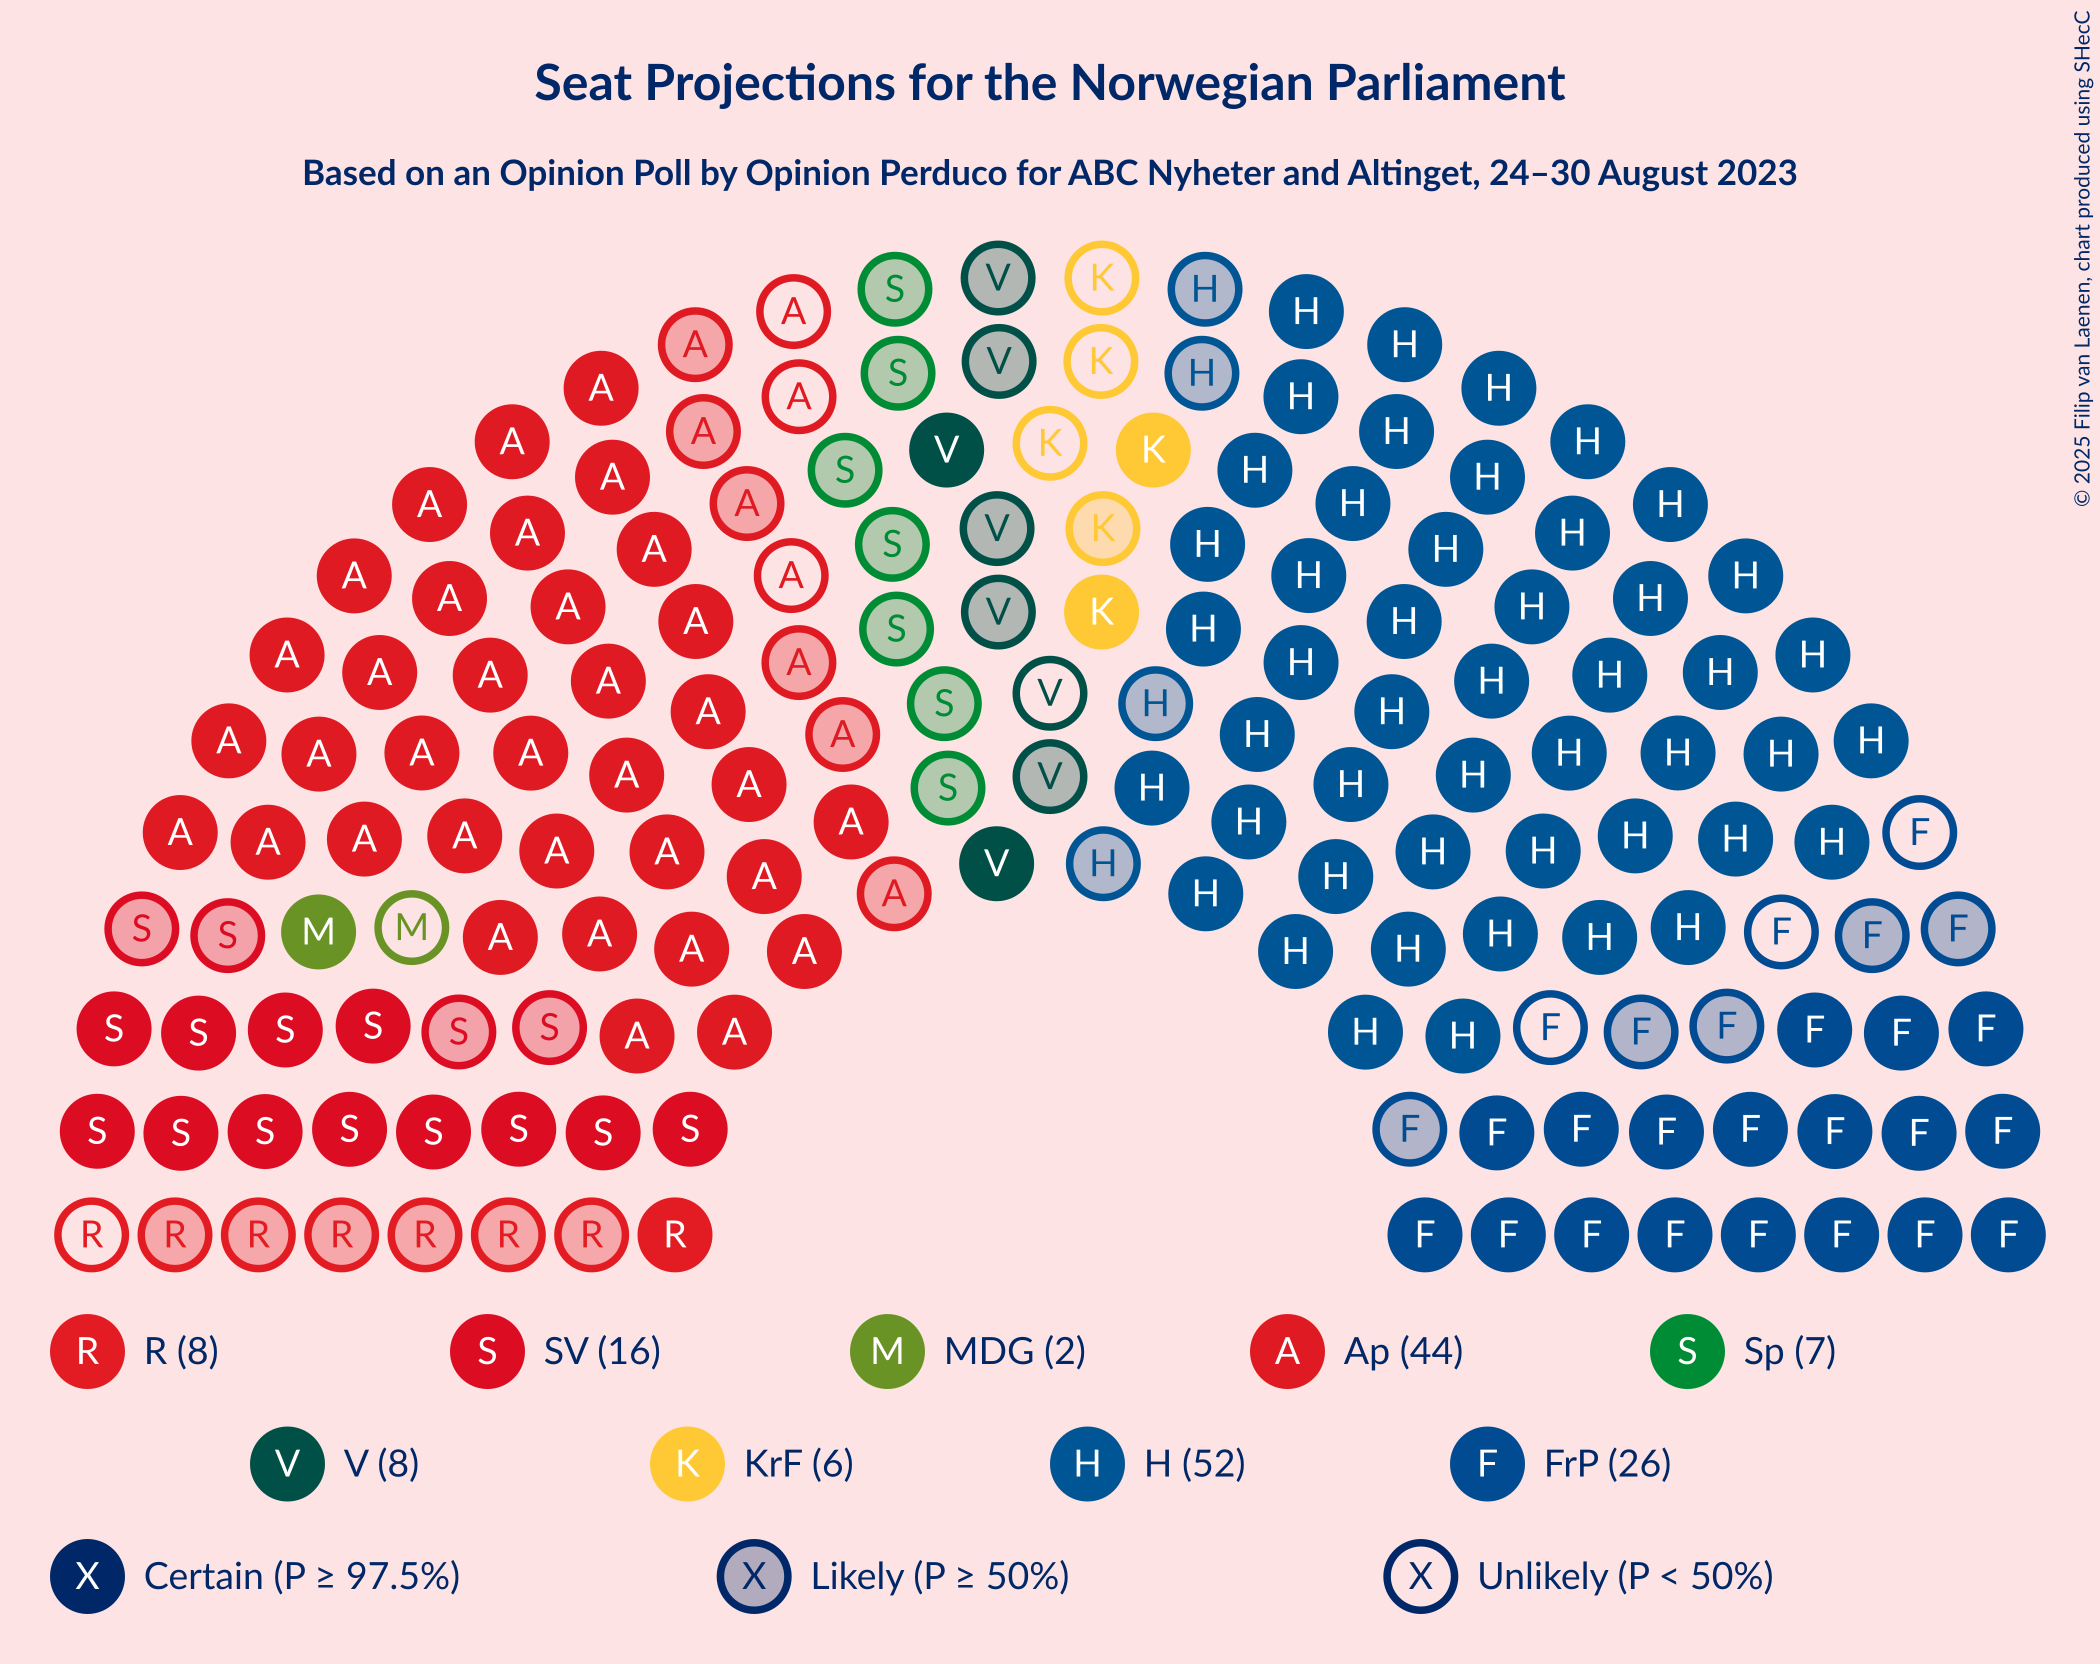 Seat Projections for the Norwegian Parliament
Based on an Opinion Poll by Opinion Perduco for ABC Nyheter and Altinget, 24–30 August 2023
© 2025 Filip van Laenen, chart produced using SHecC
S V K H
A H
A H
A H
S V K H
A H
A H
A H
V K K
S H
A H
A H
S V K H
A H
A H
S V K H
A H
A H
S V H
A H
A H
S V H
A H
V H
A H
R R R R R R R R F F F F F F F F
R R (8) S SV (16) M MDG (2) A Ap (44) S Sp (7)
V V (8) K KrF (6) H H (52) F FrP (26)
X Certain (P ≥ 97.5%) X Likely (P ≥ 50%) X Unlikely (P < 50%)